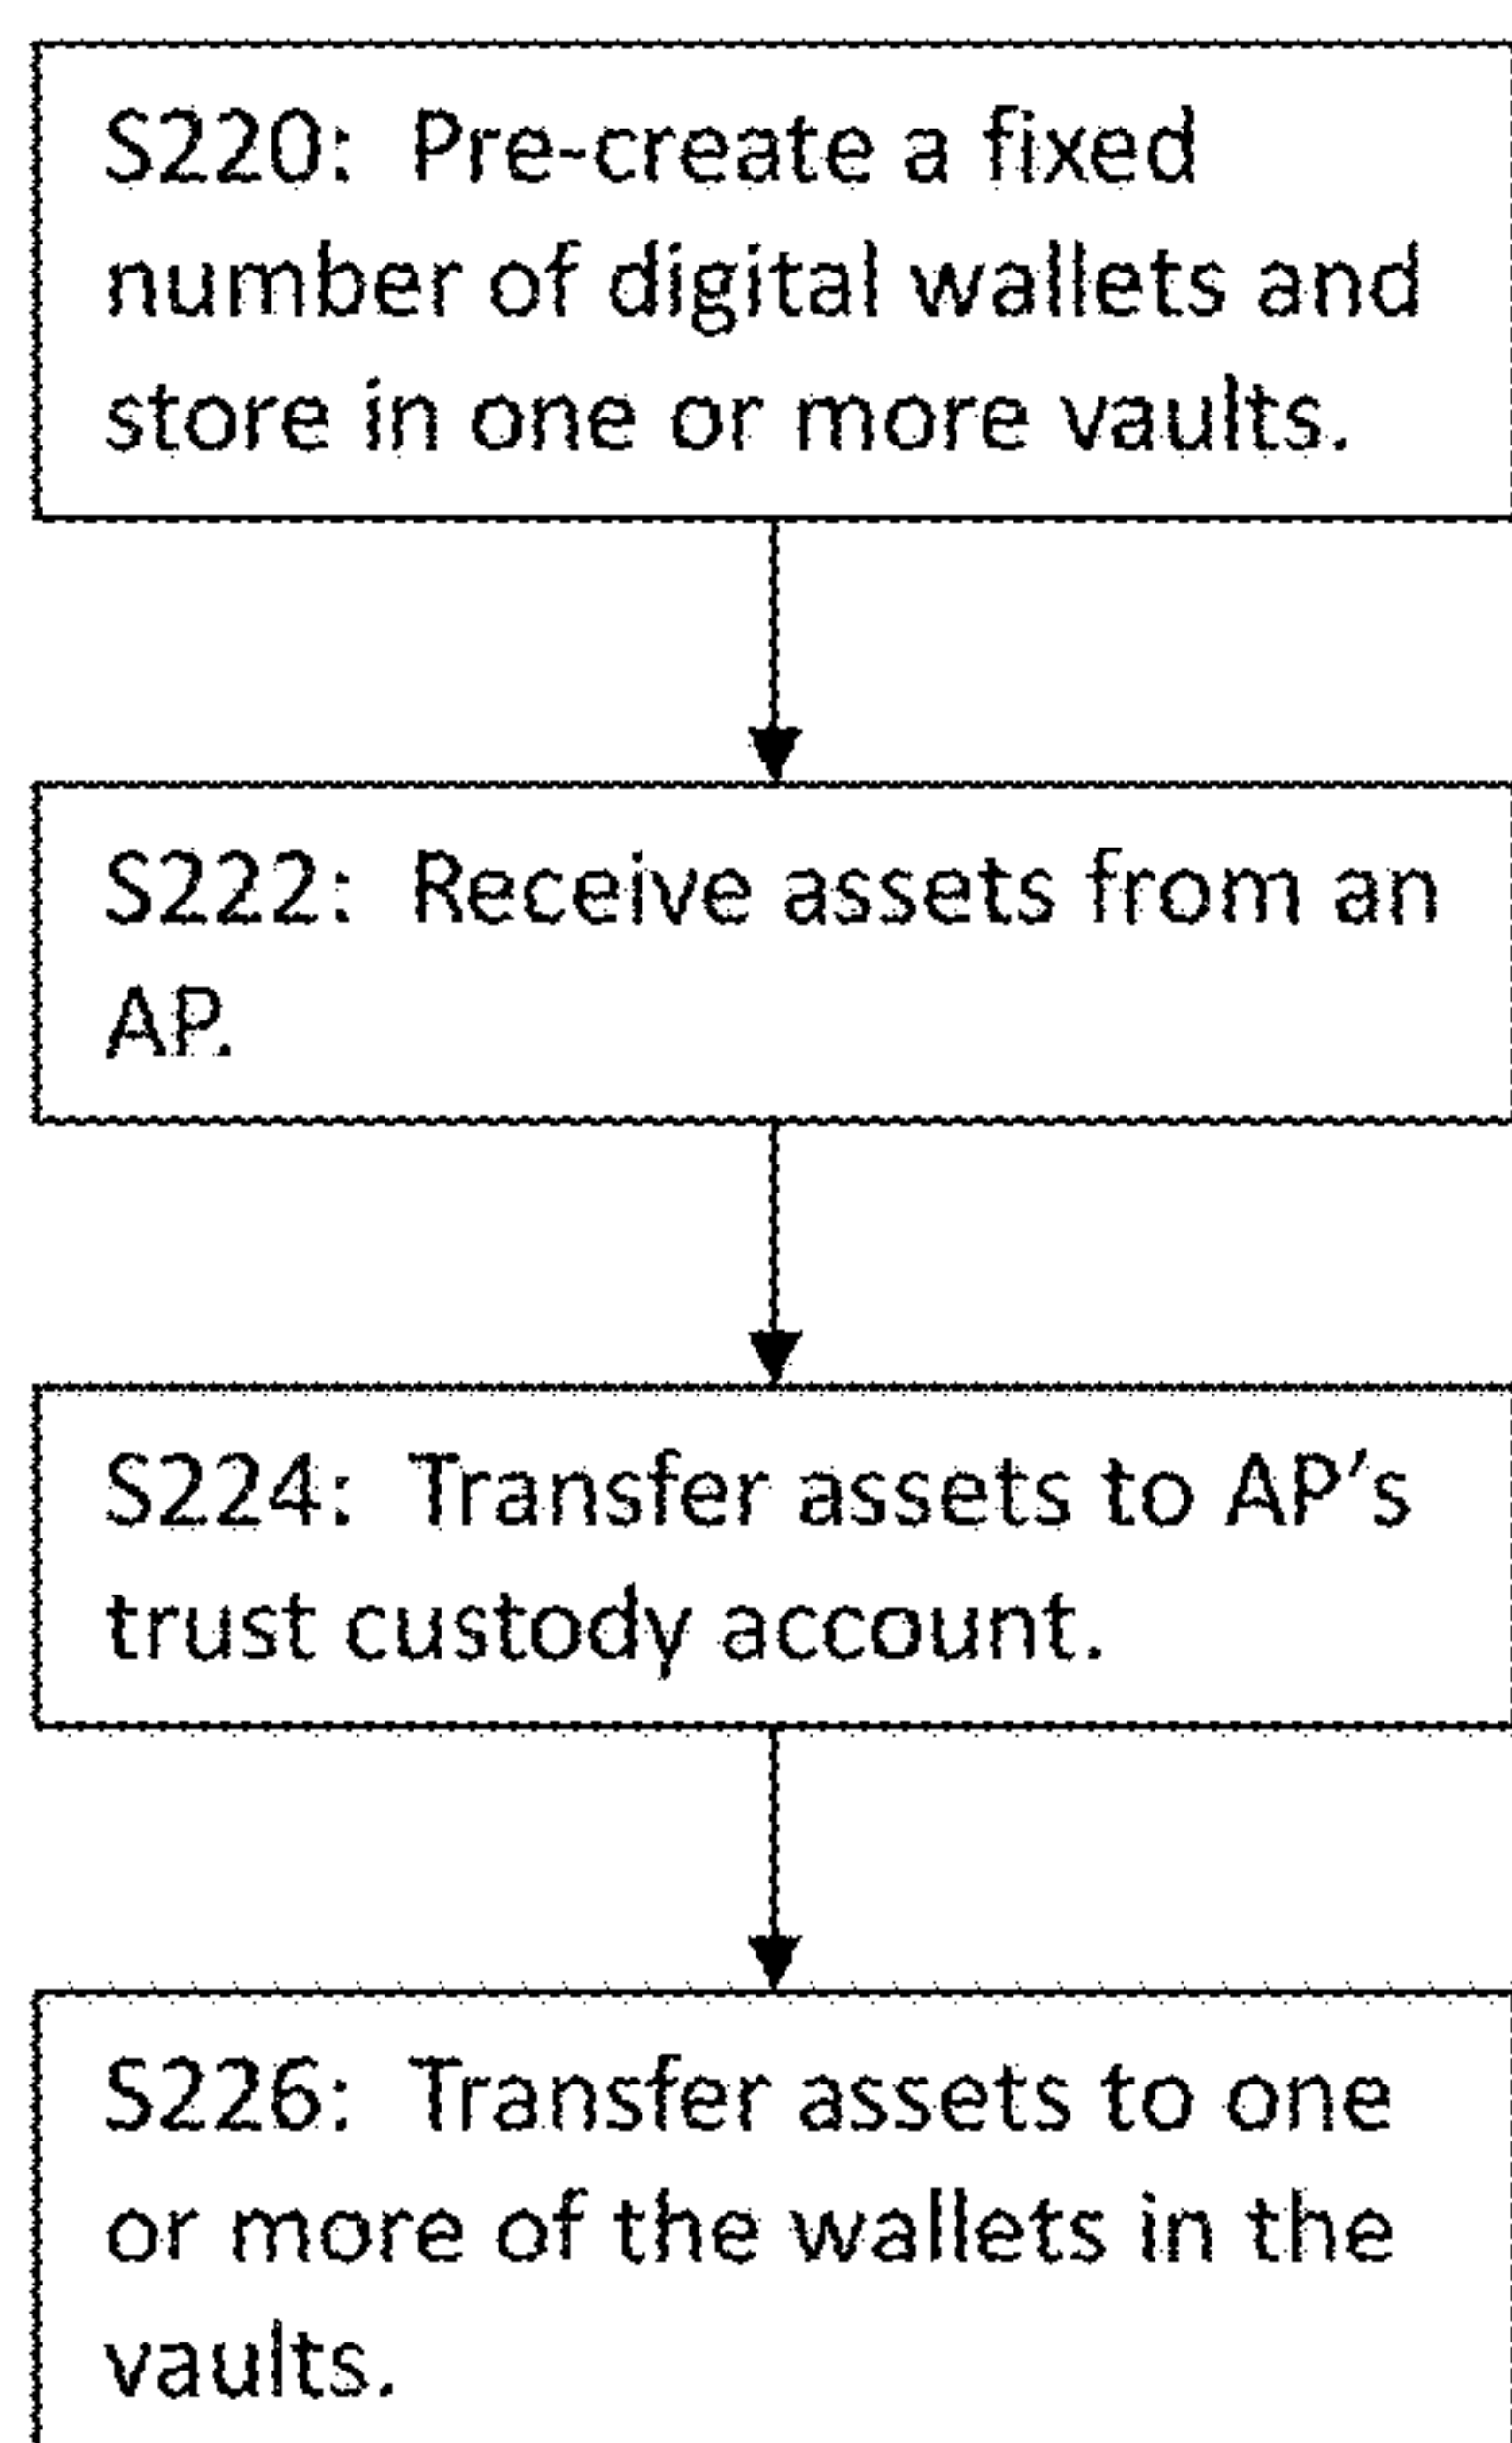 S220: Pre-create a fixed
number of digital wallets and
store in one or more vaults.
S222: Receive assets from an
AP.
S224: Transfer assets to AP's
trust custody account.
S226: Transfer assets to one
or more of the wallets in the
vaults.